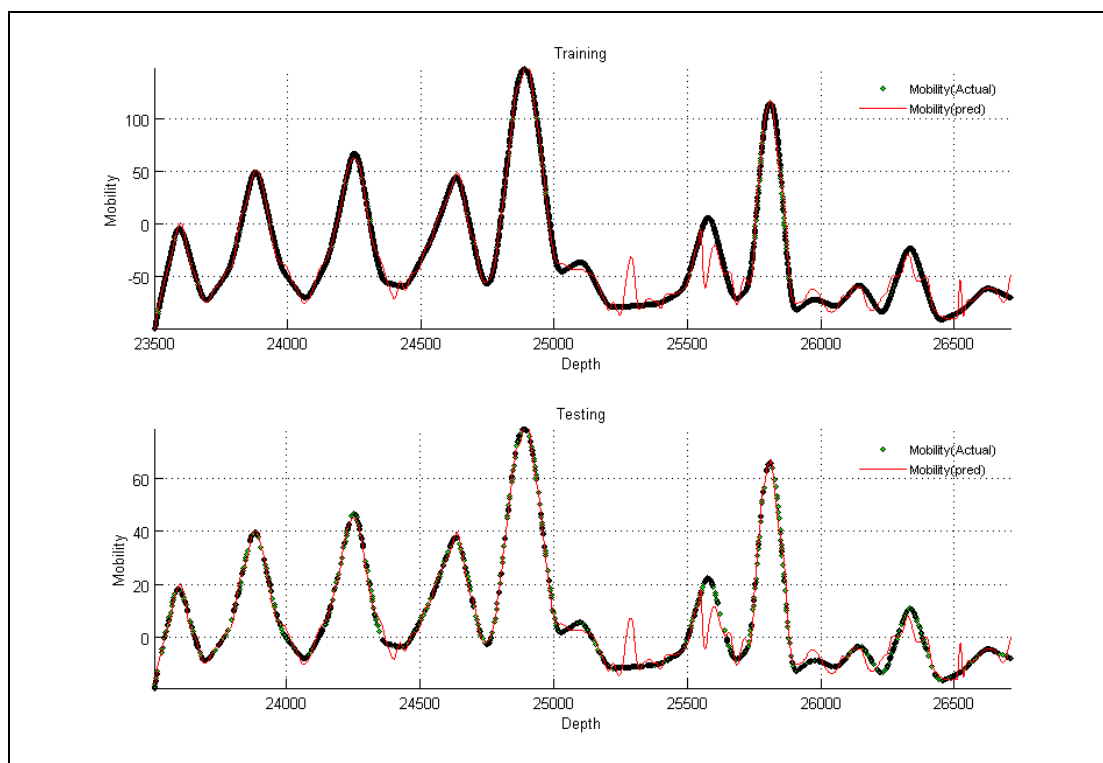 Training
Mobility(Actual)
Mobility(pred)
Mobility
100
50
0
-50
23500 24000 24500 25000 25500 26000 26500
Depth
Testing
Mobility(Actual)
Mobility(pred)
Mobility
60
40
20
0
24000 24500 25000 25500 26000 26500
Depth